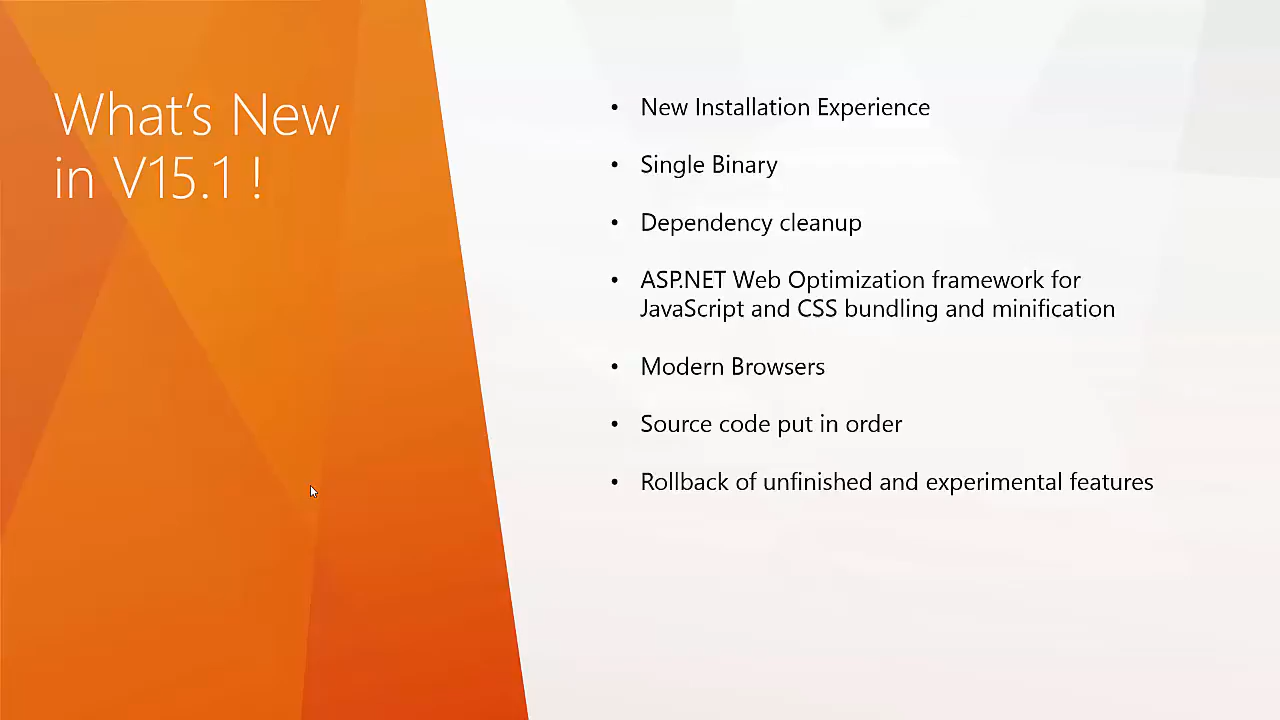 What's New
in V15.1 !
• New Installation Experience
• Single Binary
• Dependency cleanup
• ASP.NET Web Optimization framework for
JavaScript and CSS bundling and minification
• Modern Browsers
• Source code put in order
• Rollback of unfinished and experimental features